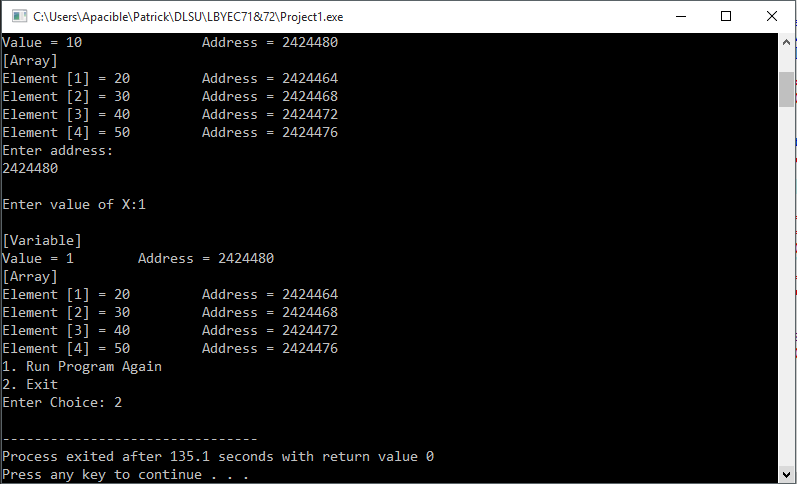 C:\Users\Apacible\Patrick\DLSU\LBYEC71&72\Project1.exe
Value = 10 Address = 2424480
[Array]
Element [1] = 20 Address = 2424464
Element [2] = 30 Address = 2424468
Element [3] = 40 Address = 2424472
Element [4] = 50 Address = 2424476
Enter address:
2424480
Enter value of X:1
[Variable]
Value = 1 Address = 2424480
[Array]
Element [1] = 20 Address = 2424464
Element [2] = 30 Address = 2424468
Element [3] = 40 Address = 2424472
Element [4] = 50 Address = 2424476
1. Run Program Again
2. Exit
Enter Choice: 2
--------------------------------
Process exited after 135.1 seconds with return value 0
Press any key to continue . . .